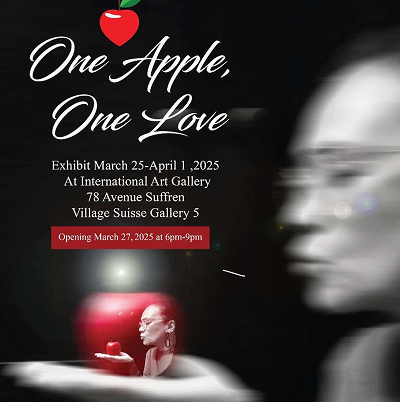 One Apple,
One Love
Exhibit March 25-April 1 ,2025
At International Art Gallery
78 Avenue Suffren
Village Suisse Gallery 5
Opening March 27, 2025 at 6pm-9pm